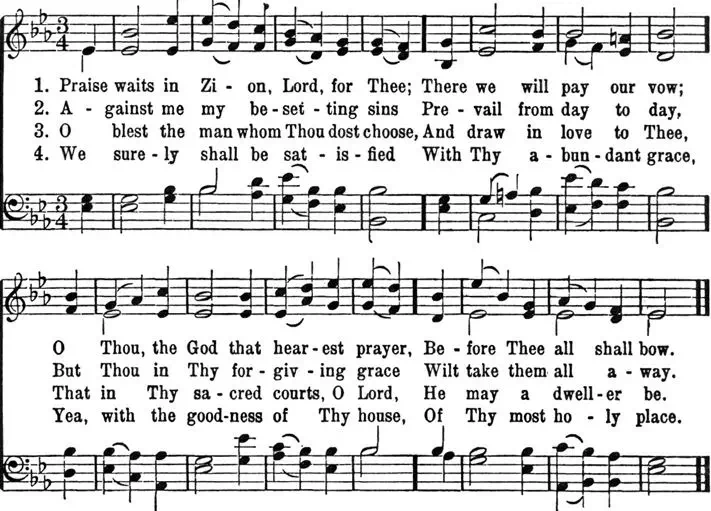 3
4
1. Praise waits in Zi - on, Lord, for Thee; There we will pay our vow;
2. A - gainst me my be - set - ting sins Pre - vail from day to day,
3. O blest the man whom Thou dost choose, And draw in love to Thee,
4. We sure - ly shall be sat - is - fied With Thy a - bun - dant grace,
3
4
O Thou, the God that hear - est prayer, Be - fore Thee all shall bow.
But Thou in Thy for - giv - ing grace Wilt take them all a - way.
That in Thy sa - cred courts, O Lord, He may a dwell - er be.
Yea, with the good - ness of Thy house, Of Thy most ho - ly place.